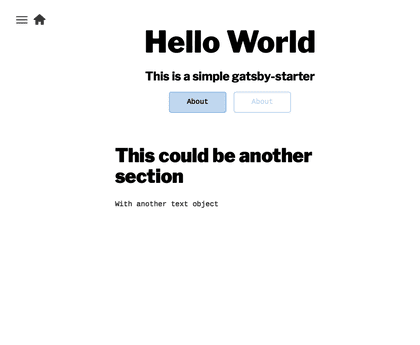 Hello World
This is a simple gatsby-starter
About About
This could be another
section
With another text object